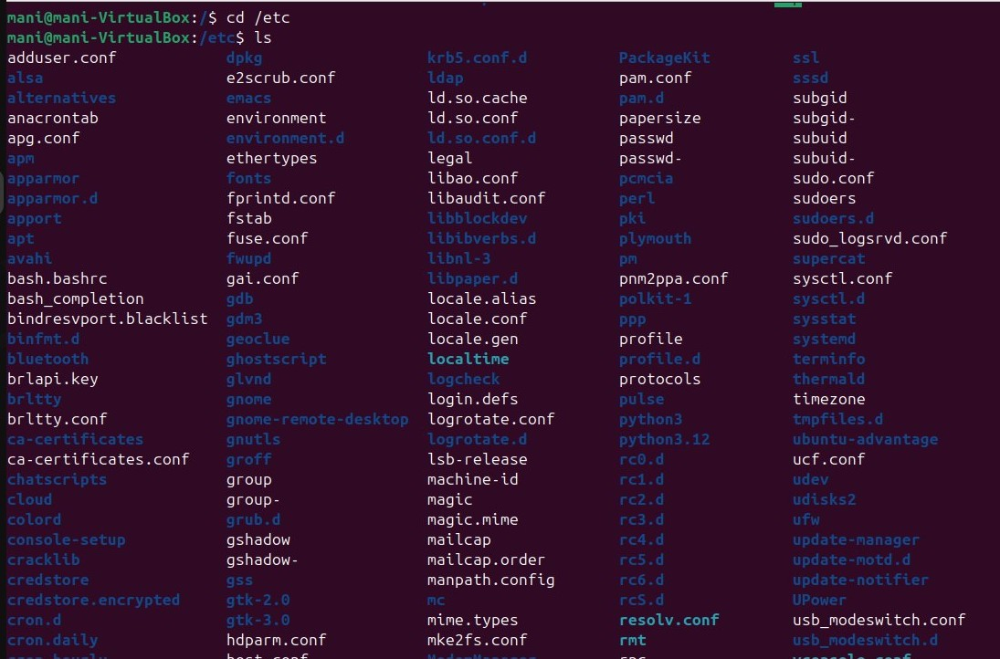 mani@mani-VirtualBox:/$ cd /etc
mani@mani-VirtualBox:/etc$ ls
adduser.conf dpkg krb5.conf.d PackageKit ssl
alsa e2scrub.conf ldap pam.conf sssd
alternatives emacs ld.so.cache pam.d subgid
anacrontab environment ld.so.conf papersize subgid-
apg.conf environment.d ld.so.conf.d passwd subuid
apm ethertypes legal passwd- subuid-
apparmor fonts libao.conf pcmcia sudo.conf
apparmor.d fprintd.conf libaudit.conf perl sudoers
apport fstab libblockdev pki sudoers.d
apt fuse.conf libibverbs.d plymouth sudo_logsrvd.conf
avahi fwupd libnl-3 pm supercat
bash.bashrc gai.conf libpaper.d pnm2ppa.conf sysctl.conf
bash_completion gdb locale.alias polkit-1 sysctl.d
bindresvport.blacklist gdm3 locale.conf ppp sysstat
binfmt.d geoclue locale.gen profile systemd
bluetooth ghostscript localtime profile.d terminfo
brlapi.key glvnd logcheck protocols thermald
brltty gnome login.defs pulse timezone
brltty.conf gnome-remote-desktop logrotate.conf python3 tmpfiles.d
ca-certificates gnutls logrotate.d python3.12 ubuntu-advantage
ca-certificates.conf groff lsb-release rc0.d ucf.conf
chatscripts group machine-id rc1.d udev
cloud group- magic rc2.d udisks2
colord grub.d magic.mime rc3.d ufw
console-setup gshadow mailcap rc4.d update-manager
cracklib gshadow- mailcap.order rc5.d update-motd.d
credstore gss manpath.config rc6.d update-notifier
credstore.encrypted gtk-2.0 mc rcS.d UPower
cron.d gtk-3.0 mime.types resolv.conf usb_modeswitch.conf
cron.daily hdparm.conf mke2fs.conf rmt usb_modeswitch.d
cron.hourly host.conf ModemManager rpc vconsole.conf